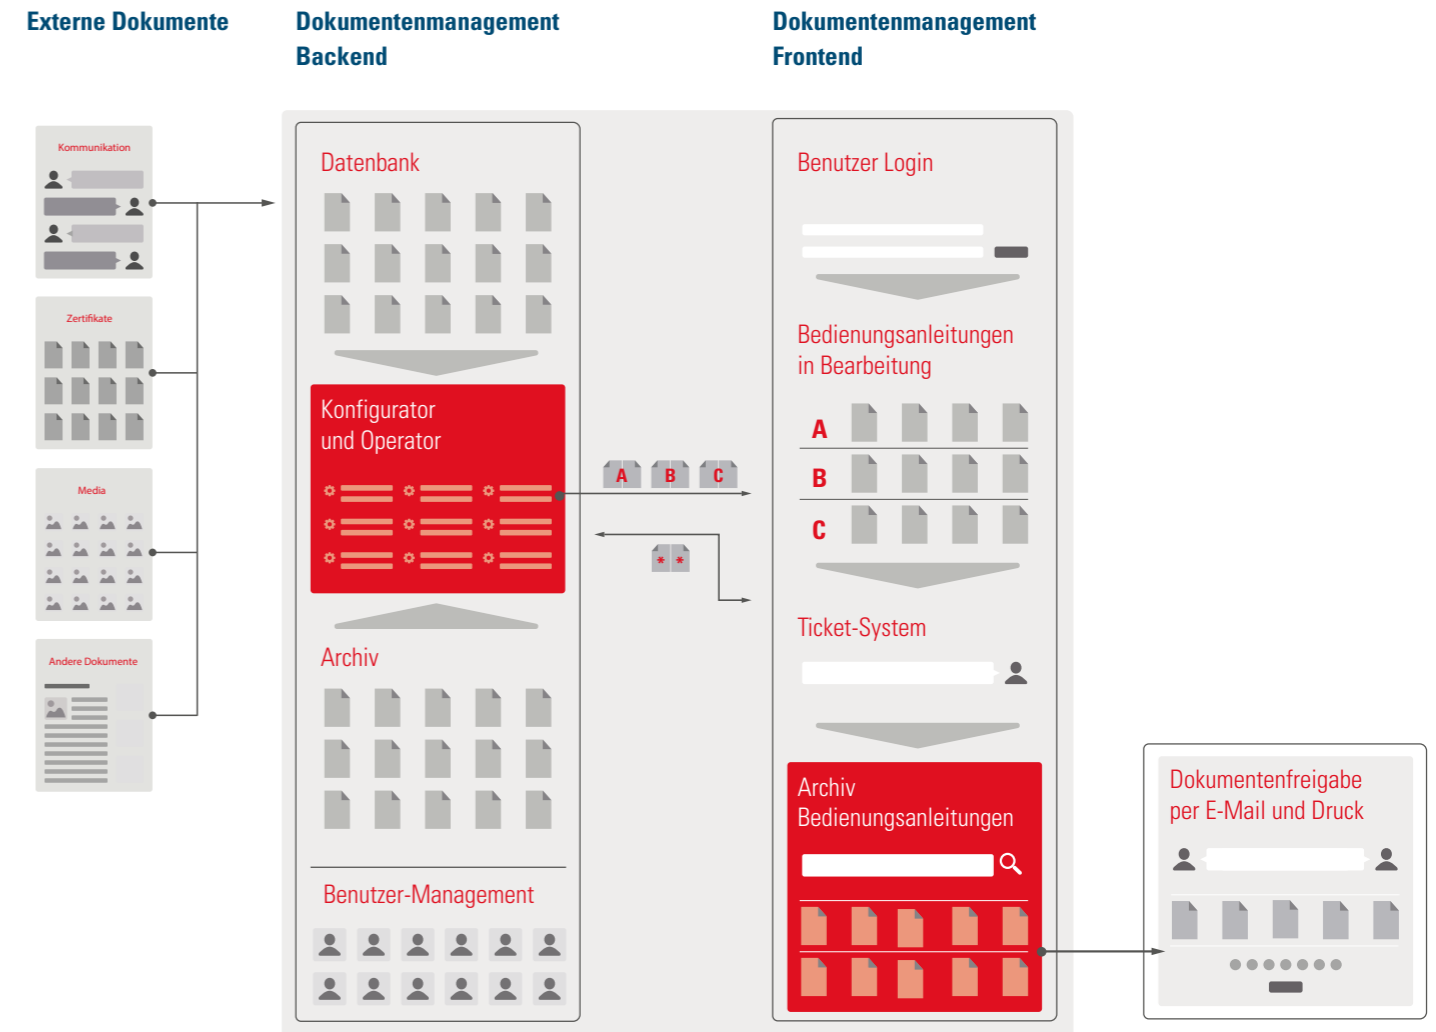 Externe Dokumente
Dokumentenmanagement
Backend
Dokumentenmanagement
Frontend
Kommunikation
Zertifikate
Media
Andere Dokumente
Datenbank
Konfigurator
und Operator
Archiv
Benutzer-Management
A B C
* *
Benutzer Login
Bedienungsanleitungen
in Bearbeitung
A
B
C
Ticket-System
Archiv
Bedienungsanleitungen
Dokumentenfreigabe
per E-Mail und Druck